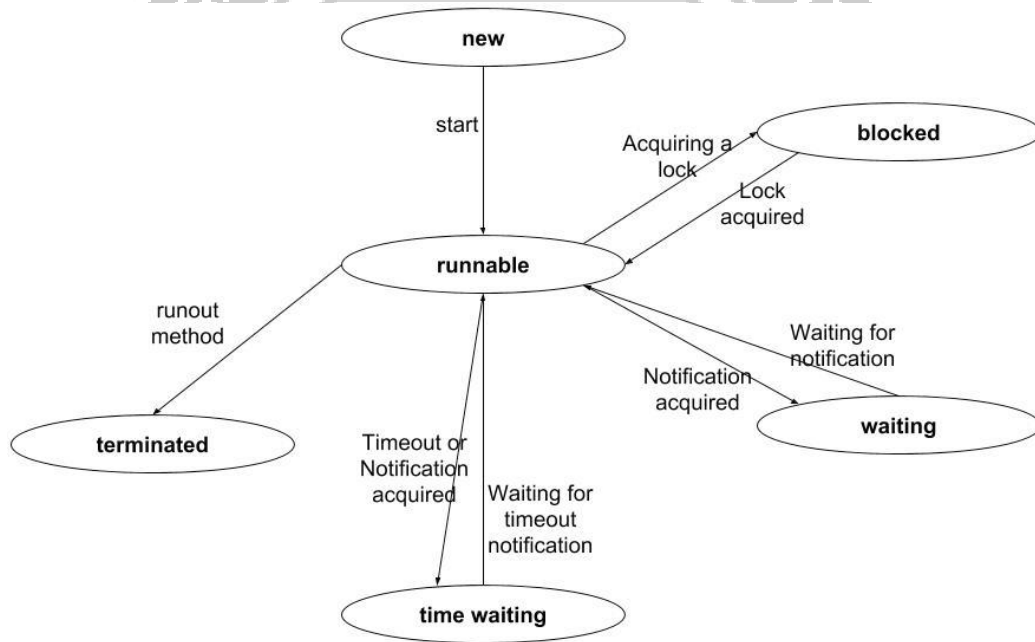 new
start
blocked
Acquiring a
lock
Lock
acquired
runnable
runout
method
Waiting for
notification
Notification
acquired
waiting
terminated
Timeout or
Notification
acquired
Waiting for
timeout
notification
time waiting